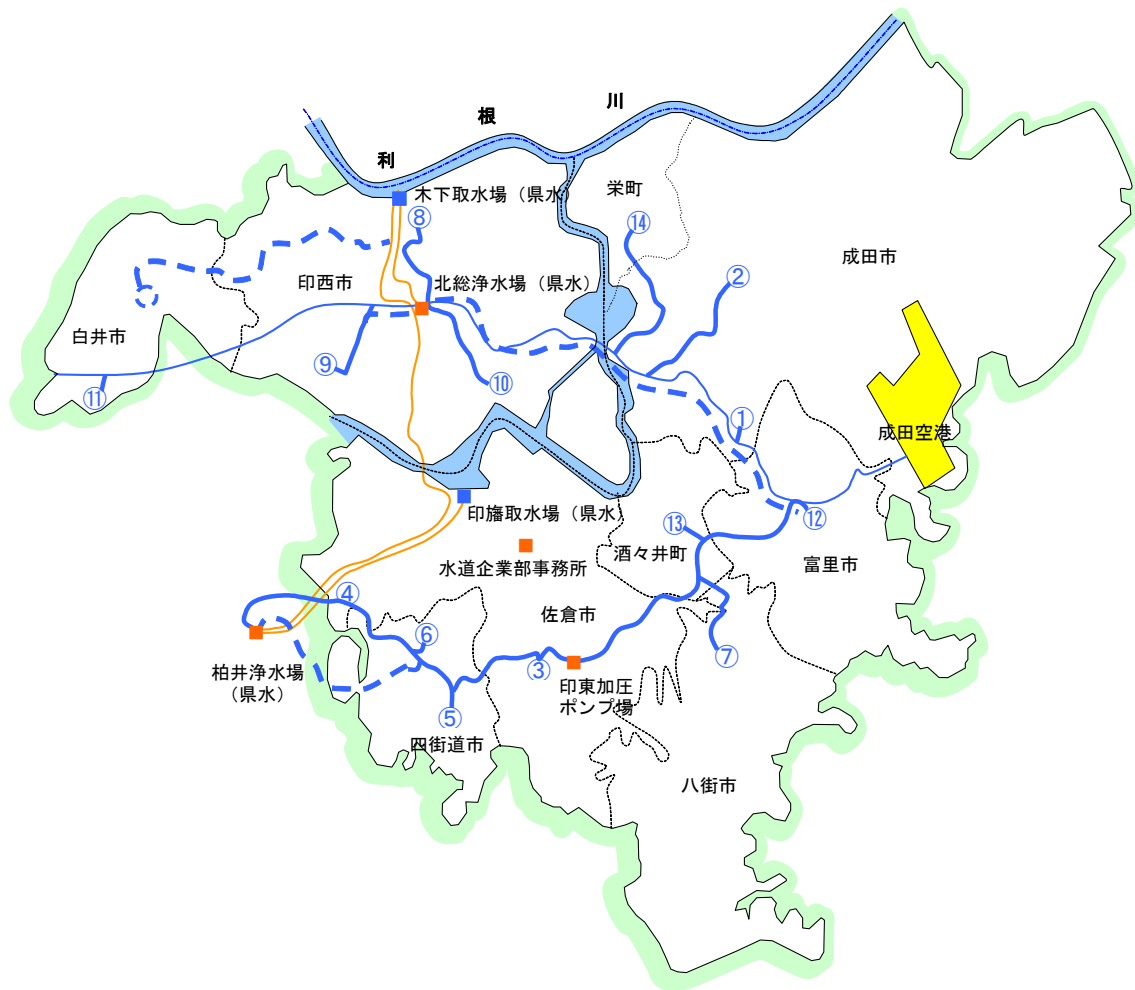 利
根
川
木下取水場（県水）
⑧
栄町
⑭
②
成田市
印西市
北総浄水場（県水）
白井市
⑨
⑩
⑪
①
成田空港
印旛取水場（県水）
⑬
⑫
酒々井町
富里市
水道企業部事務所
④
佐倉市
⑥
⑦
柏井浄水場
（県水）
③
印東加圧
ポンプ場
⑤
四街道市
八街市